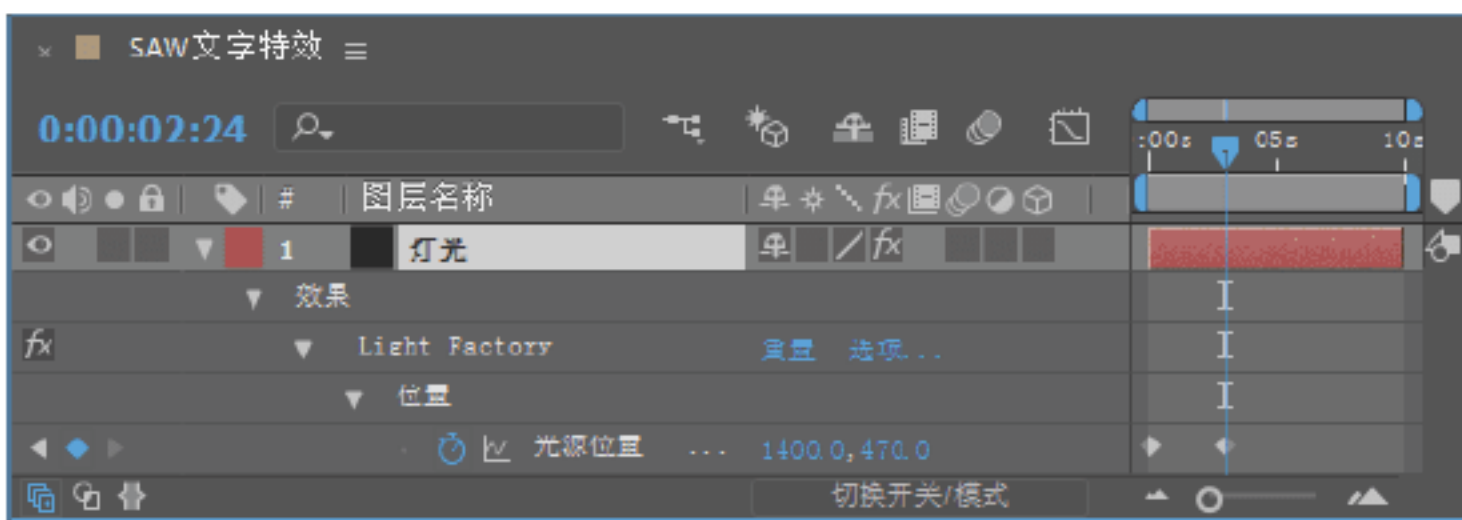 SAW文字特效
0:00:02:24
:00s 05s 10s
# 图层名称
1 灯光
效果
fx Light Factory 重置 选项...
位置
光源位置 ... 1400.0,470.0
切换开关/模式